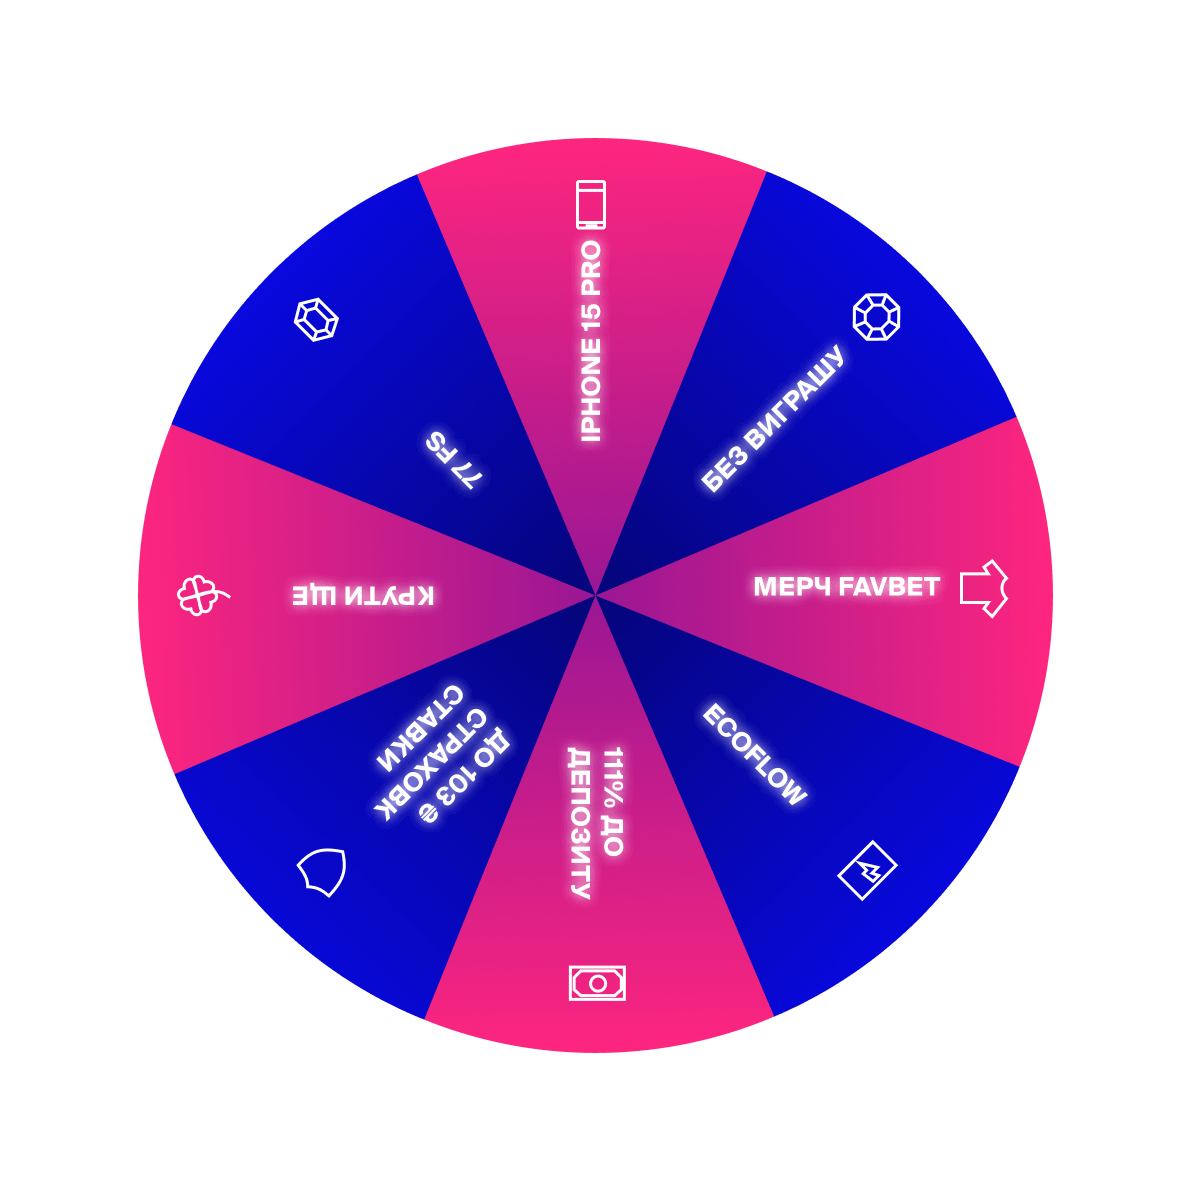 IPHONE 15 PRO
БЕЗ ВИГРАШУ
МЕРЧ FAVBET
ECOFLOW
111% ДО
ДЕПОЗИТУ
ДО 103 ₴
СТРАХОВК
СТАВКИ
КРУТИ ЩЕ
77 FS